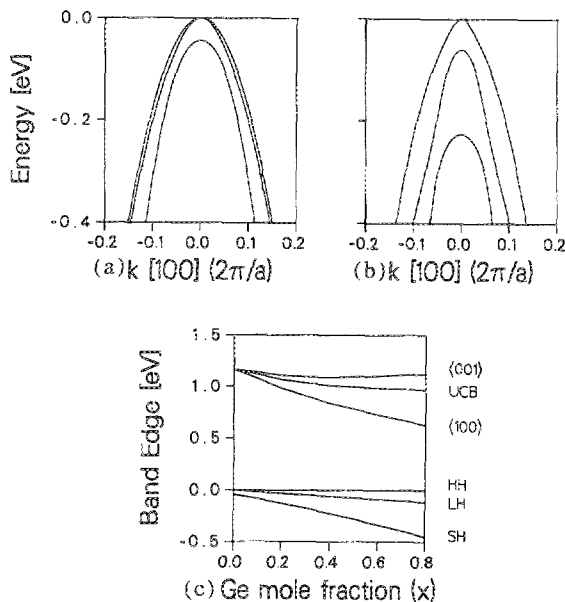 Energy [eV]
0.0
-0.2
-0.4
-0.2 -0.1 0.0 0.1 0.2
(a)k [100] (2π/a)
-0.2 -0.1 0.0 0.1 0.2
(b)k [100] (2π/a)
Band Edge [eV]
1.5
1.0
0.5
0.0
-0.5
⟨001⟩
UCB
⟨100⟩
HH
LH
SH
0.0 0.2 0.4 0.6 0.8
(c) Ge mole fraction (x)